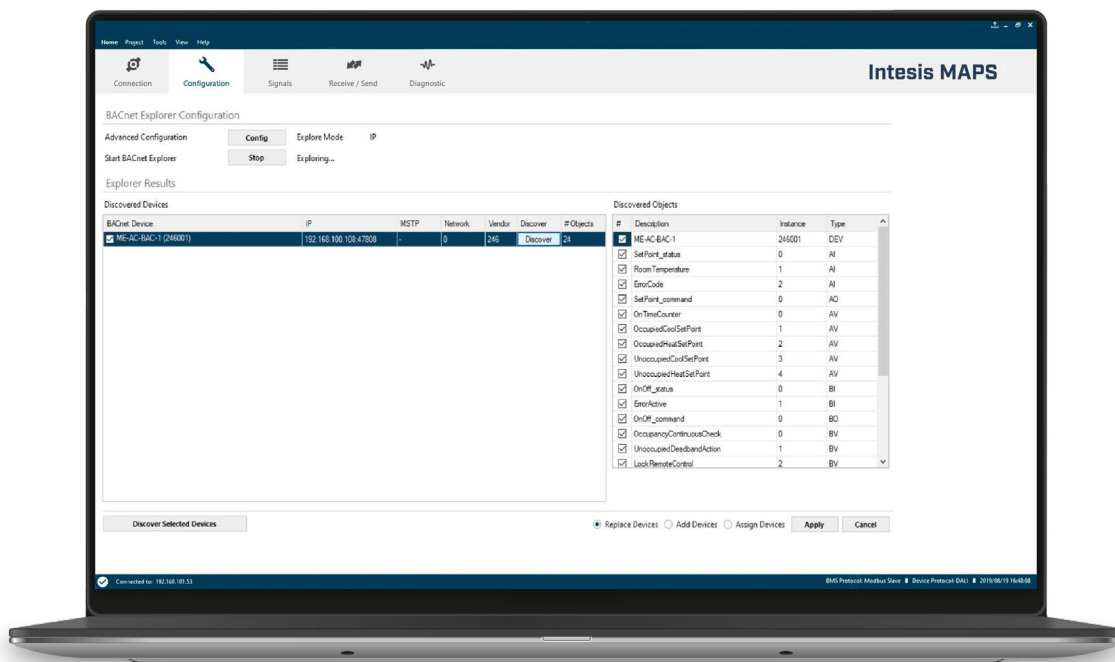 Home Project Tools View Help
Connection Configuration Signals Receive / Send Diagnostic
Intesis MAPS
BACnet Explorer Configuration
Advanced Configuration Config Explore Mode IP
Start BACnet Explorer Stop Exploring...
Explorer Results
Discovered Devices
BACnet Device IP MSTP Network Vendor Discover # Objects
ME-AC-BAC-1 (246001) 192.168.100.108:47808 - 0 246 Discover 24
Discovered Objects
# Description Instance Type
ME-AC-BAC-1 246001 DEV
SetPoint_status 0 AI
RoomTemperature 1 AI
ErrorCode 2 AI
SetPoint_command 0 AO
OnTimeCounter 0 AV
OccupiedCoolSetPoint 1 AV
OccupiedHeatSetPoint 2 AV
UnoccupiedCoolSetPoint 3 AV
UnoccupiedHeatSetPoint 4 AV
OnOff_status 0 BI
ErrorActive 1 BI
OnOff_command 0 BO
OccupancyContinuousCheck 0 BV
UnoccupiedDeadbandAction 1 BV
LockRemoteControl 2 BV
Discover Selected Devices
Replace Devices Add Devices Assign Devices Apply Cancel
Connected to: 192.168.101.53
BMS Protocol: Modbus Slave Device Protocol: DALI 2019/08/19 16:48:08